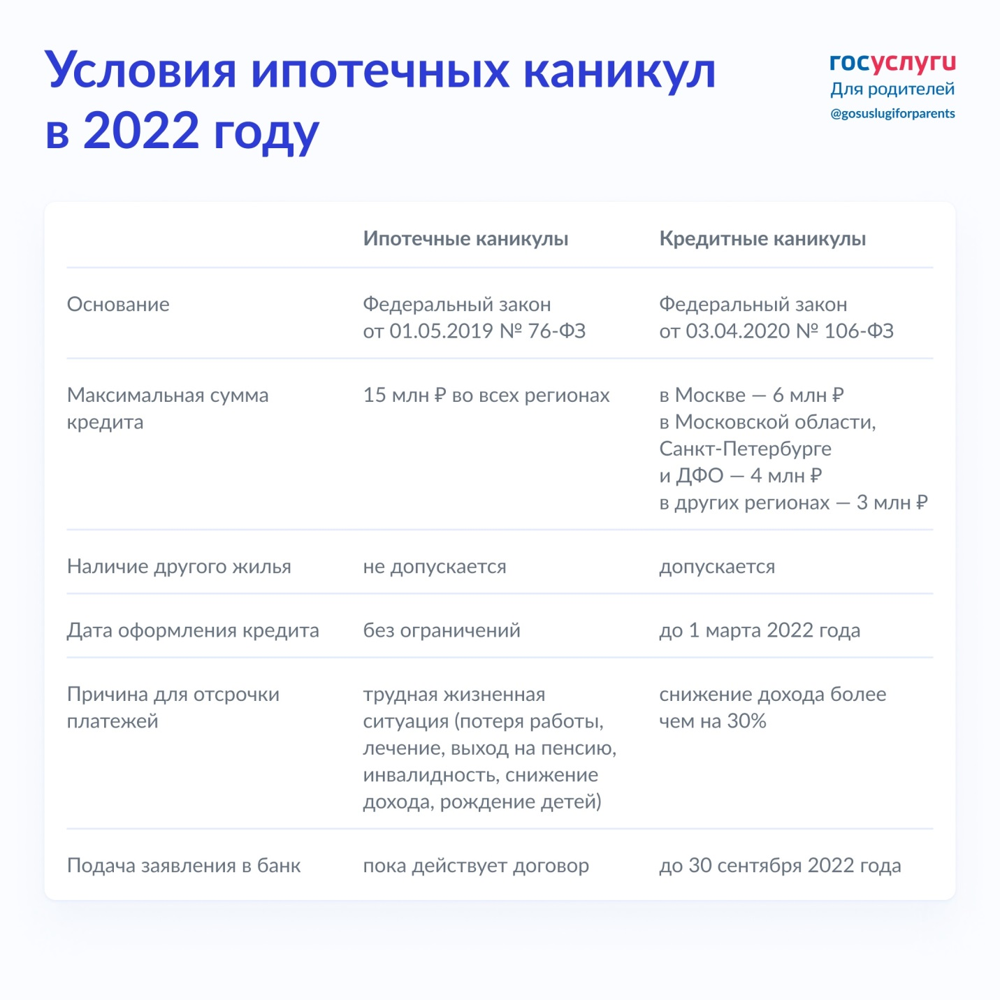 Условия ипотечных каникул
в 2022 году
госуслуги
Для родителей
@gosuslugiforparents
Ипотечные каникулы
Кредитные каникулы
Основание
Федеральный закон
от 01.05.2019 № 76-ФЗ
Федеральный закон
от 03.04.2020 № 106-ФЗ
Максимальная сумма
кредита
15 млн ₽ во всех регионах
в Москве — 6 млн ₽
в Московской области,
Санкт-Петербурге
и ДФО — 4 млн ₽
в других регионах — 3 млн ₽
Наличие другого жилья
не допускается
допускается
Дата оформления кредита
без ограничений
до 1 марта 2022 года
Причина для отсрочки
платежей
трудная жизненная
ситуация (потеря работы,
лечение, выход на пенсию,
инвалидность, снижение
дохода, рождение детей)
снижение дохода более
чем на 30%
Подача заявления в банк
пока действует договор
до 30 сентября 2022 года